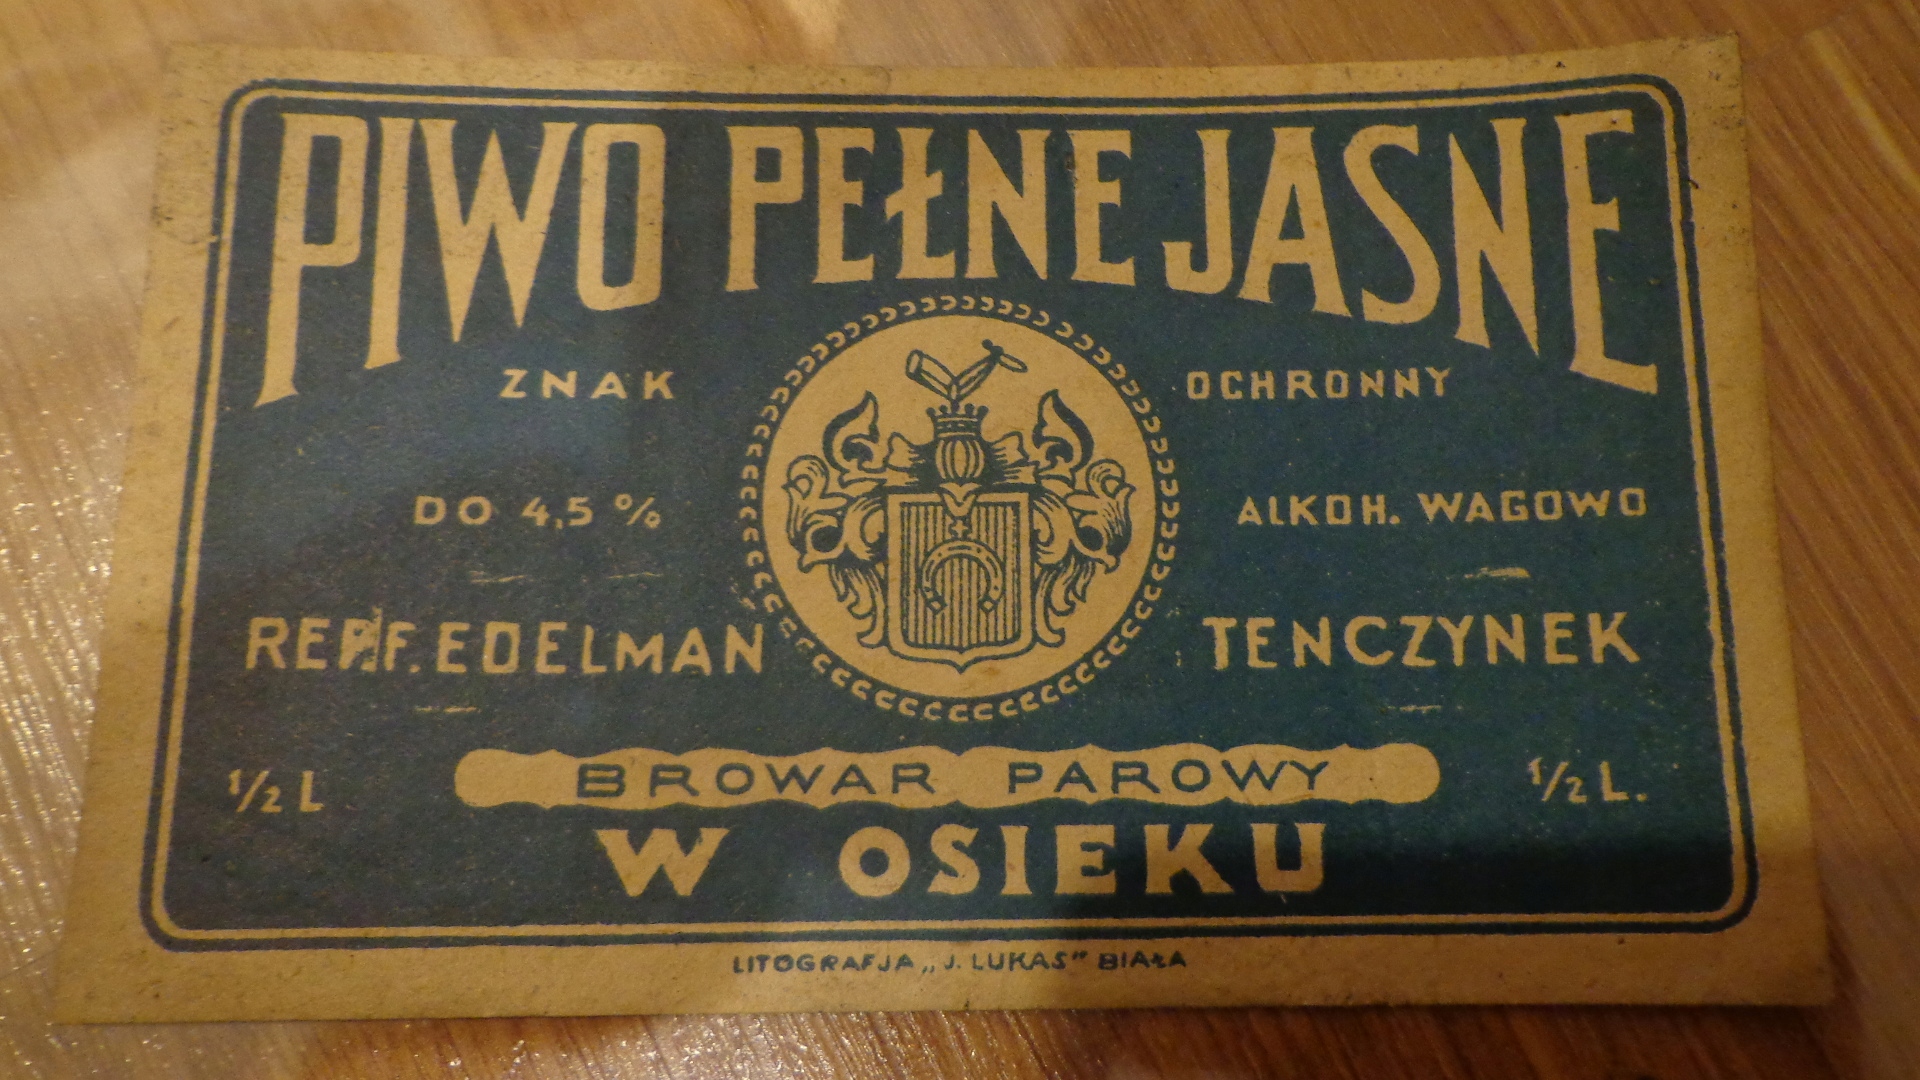 PIWO PEŁNE JASNE
ZNAK OCHRONNY
DO 4,5 % ALKOH. WAGOWO
F. EDELMAN TENCZYNEK
½ L BROWAR PAROWY ½ L.
W OSIEKU
LITOGRAFJA „J. LUKAS" BIAŁA